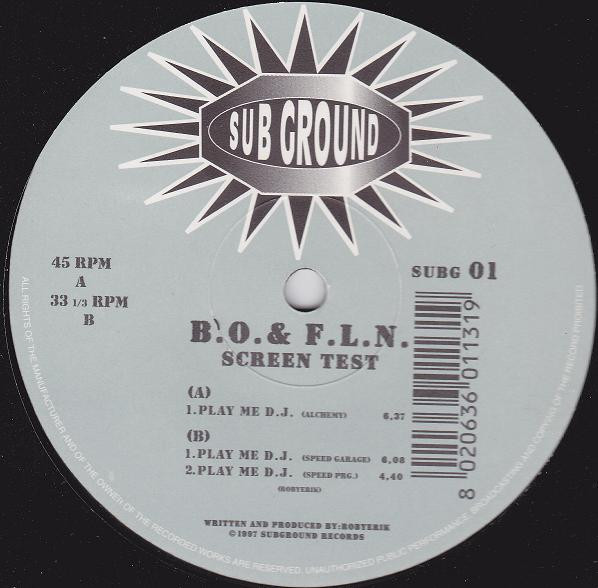 SUB GROUND
45 RPM
A
33 1/3 RPM
B
SUBG 01
B.O. & F.L.N.
SCREEN TEST
(A)
1.PLAY ME D.J. (ALCHEMY) 6,37
(B)
1.PLAY ME D.J. (SPEED GARAGE) 6,08
2.PLAY ME D.J. (SPEED PRG.) 4,40
(ROBYERIK)
WRITTEN AND PRODUCED BY:ROBYERIK
©1997 SUBGROUND RECORDS
8 020636 011319
ALL RIGHTS OF THE MANUFACTURER AND OF THE OWNER OF THE RECORDED WORKS ARE RESERVED. UNAUTHORIZED PUBLIC PERFORMANCE, BROADCASTING AND COPYING OF THE RECORD PROHIBITED